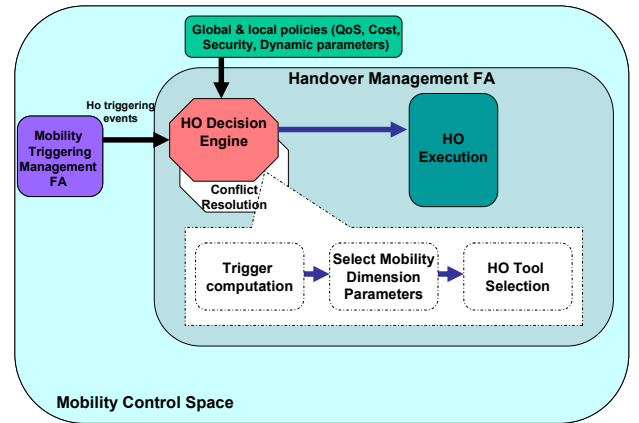 Global & local policies (QoS, Cost,
Security, Dynamic parameters)
Handover Management FA
Ho triggering
events
Mobility
Triggering
Management
FA
HO Decision
Engine
HO
Execution
Conflict
Resolution
Trigger
computation
Select Mobility
Dimension
Parameters
HO Tool
Selection
Mobility Control Space